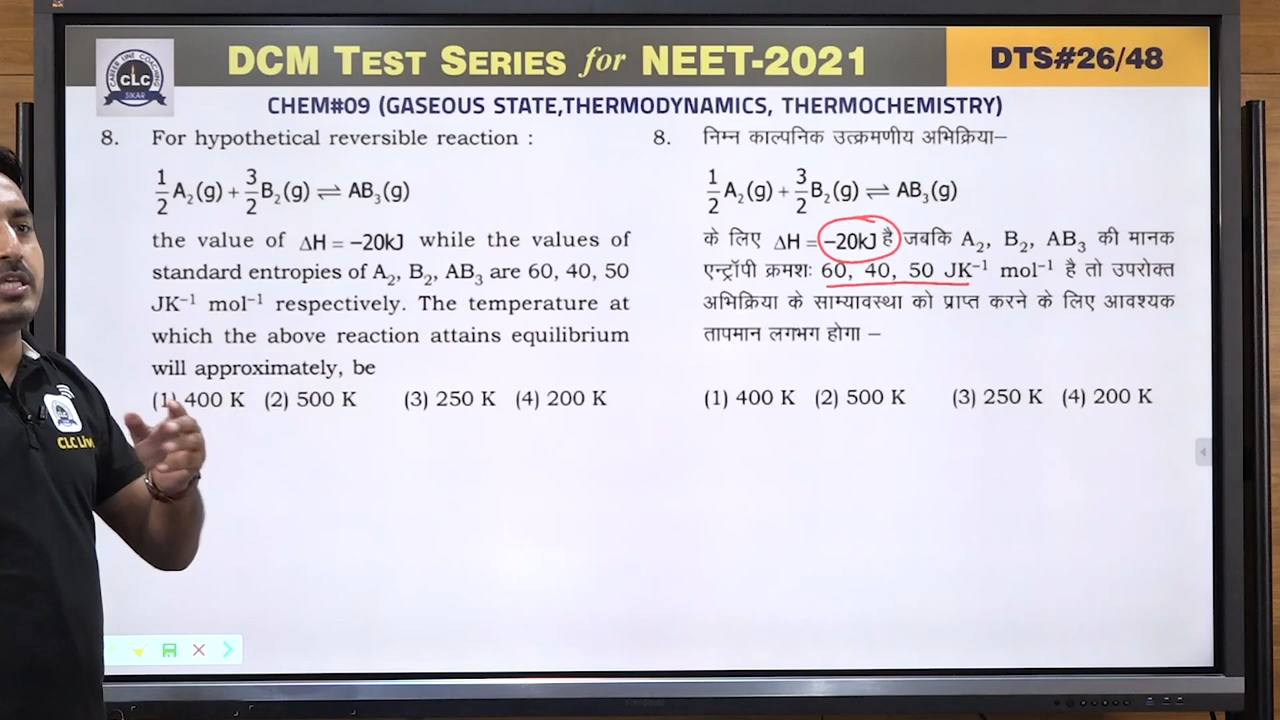 DCM TEST SERIES for NEET-2021
DTS#26/48
CAREER LINE COACHING
CLC
SIKAR
CHEM#09 (GASEOUS STATE,THERMODYNAMICS, THERMOCHEMISTRY)
8. For hypothetical reversible reaction :
1/2 A₂(g) + 3/2 B₂(g) ⇌ AB₃(g)
the value of ΔH = −20kJ while the values of
standard entropies of A₂, B₂, AB₃ are 60, 40, 50
JK⁻¹ mol⁻¹ respectively. The temperature at
which the above reaction attains equilibrium
will approximately, be
(1) 400 K (2) 500 K (3) 250 K (4) 200 K
8. निम्न काल्पनिक उत्क्रमणीय अभिक्रिया–
1/2 A₂(g) + 3/2 B₂(g) ⇌ AB₃(g)
के लिए ΔH = −20kJ है जबकि A₂, B₂, AB₃ की मानक
एन्ट्रॉपी क्रमशः 60, 40, 50 JK⁻¹ mol⁻¹ है तो उपरोक्त
अभिक्रिया के साम्यावस्था को प्राप्त करने के लिए आवश्यक
तापमान लगभग होगा –
(1) 400 K (2) 500 K (3) 250 K (4) 200 K
CLC Live